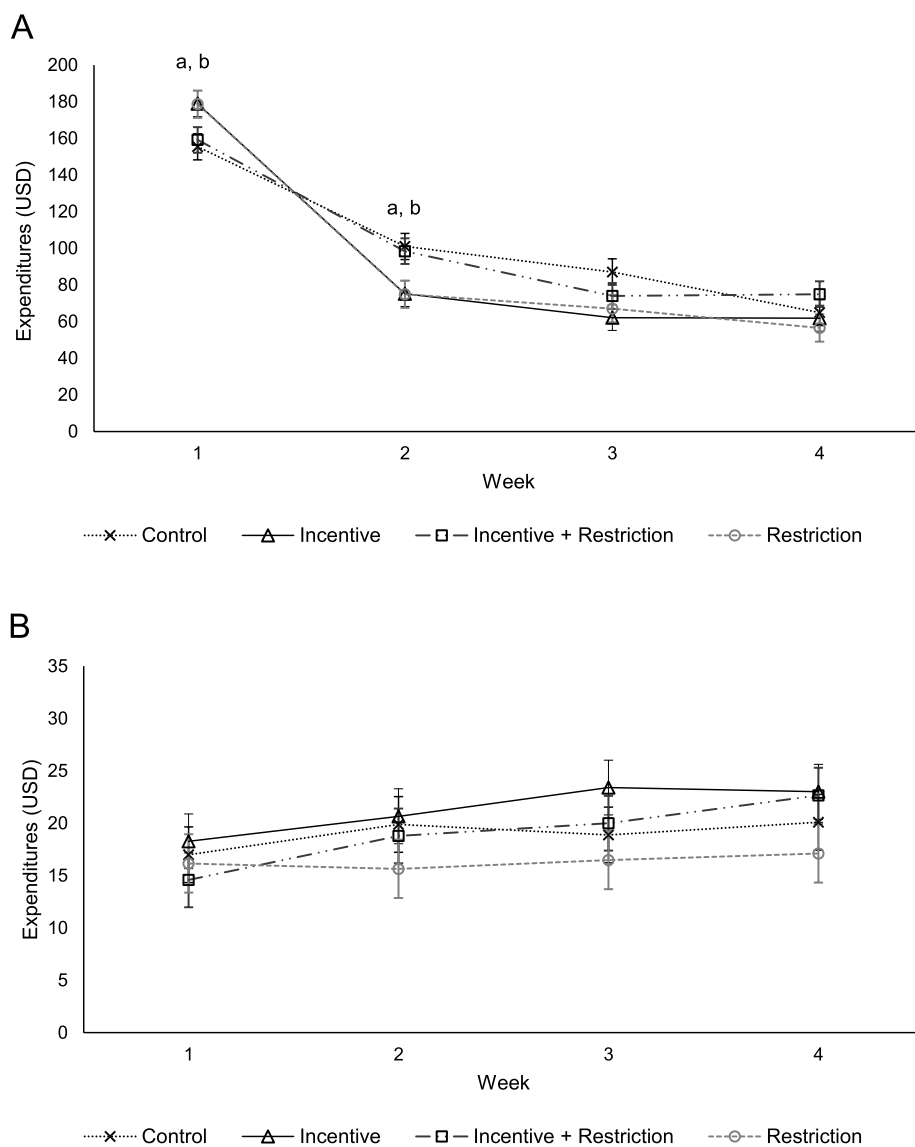 A
a, b
a, b
Expenditures (USD)
200
180
160
140
120
100
80
60
40
20
0
1 2 3 4
Week
Control Incentive Incentive + Restriction Restriction
B
Expenditures (USD)
35
30
25
20
15
10
5
0
1 2 3 4
Week
Control Incentive Incentive + Restriction Restriction